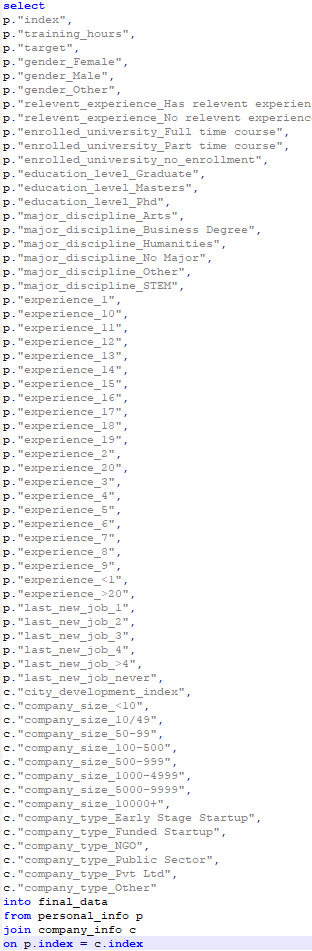 select
p."index",
p."training_hours",
p."target",
p."gender_Female",
p."gender_Male",
p."gender_Other",
p."relevent_experience_Has relevent experien
p."relevent_experience_No relevent experienc
p."enrolled_university_Full time course",
p."enrolled_university_Part time course",
p."enrolled_university_no_enrollment",
p."education_level_Graduate",
p."education_level_Masters",
p."education_level_Phd",
p."major_discipline_Arts",
p."major_discipline_Business Degree",
p."major_discipline_Humanities",
p."major_discipline_No Major",
p."major_discipline_Other",
p."major_discipline_STEM",
p."experience_1",
p."experience_10",
p."experience_11",
p."experience_12",
p."experience_13",
p."experience_14",
p."experience_15",
p."experience_16",
p."experience_17",
p."experience_18",
p."experience_19",
p."experience_2",
p."experience_20",
p."experience_3",
p."experience_4",
p."experience_5",
p."experience_6",
p."experience_7",
p."experience_8",
p."experience_9",
p."experience_<1",
p."experience_>20",
p."last_new_job_1",
p."last_new_job_2",
p."last_new_job_3",
p."last_new_job_4",
p."last_new_job_>4",
p."last_new_job_never",
c."city_development_index",
c."company_size_<10",
c."company_size_10/49",
c."company_size_50-99",
c."company_size_100-500",
c."company_size_500-999",
c."company_size_1000-4999",
c."company_size_5000-9999",
c."company_size_10000+",
c."company_type_Early Stage Startup",
c."company_type_Funded Startup",
c."company_type_NGO",
c."company_type_Public Sector",
c."company_type_Pvt Ltd",
c."company_type_Other"
into final_data
from personal_info p
join company_info c
on p.index = c.index